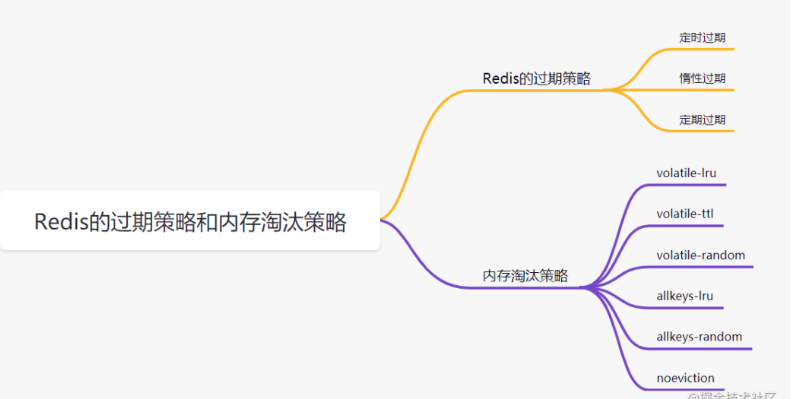 Redis的过期策略和内存淘汰策略
Redis的过期策略
定时过期
惰性过期
定期过期
内存淘汰策略
volatile-lru
volatile-ttl
volatile-random
allkeys-lru
allkeys-random
noeviction
@掘金技术社区